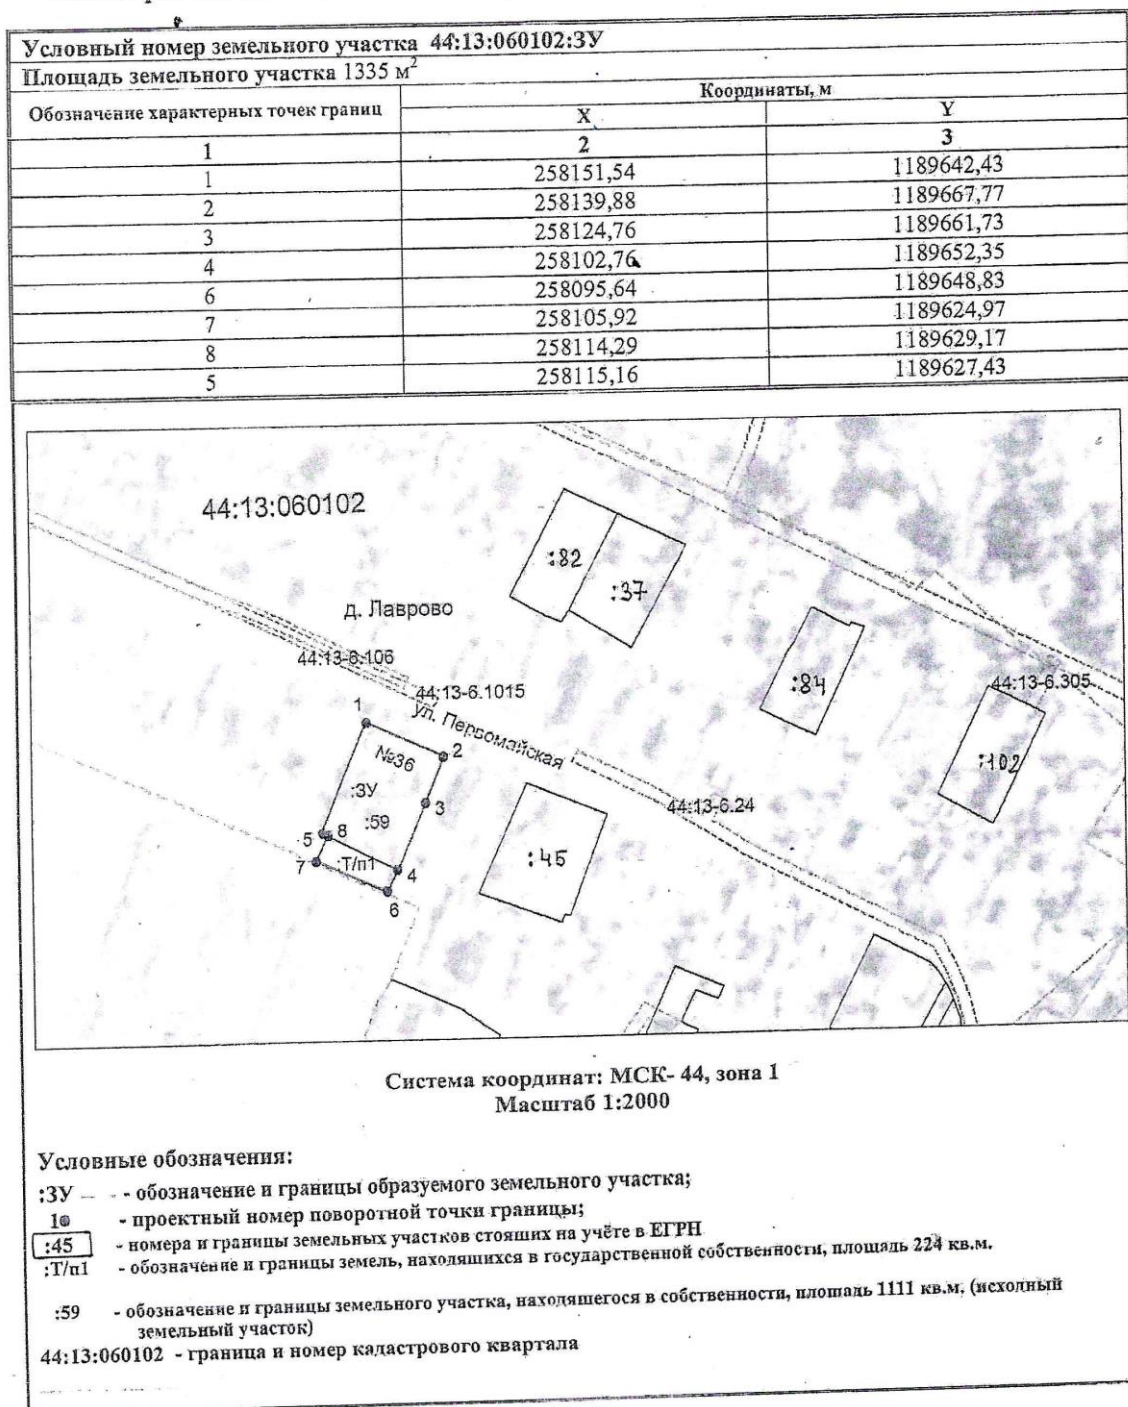 Условный номер земельного участка 44:13:060102:ЗУ
Площадь земельного участка 1335 м²
Обозначение характерных точек границ
Координаты, м
X Y
1 2 3
1 258151,54 1189642,43
2 258139,88 1189667,77
3 258124,76 1189661,73
4 258102,76 1189652,35
6 258095,64 1189648,83
7 258105,92 1189624,97
8 258114,29 1189629,17
5 258115,16 1189627,43
44:13:060102
:82
:37
д. Лаврово
44:13-6.106
44:13-6.1015
:84
44:13-6.305
ул. Первомайская
1
2
№36
:102
:ЗУ
3
44:13-6.24
:59
5 8
:45
7 :Т/п1 4
6
Система координат: МСК- 44, зона 1
Масштаб 1:2000
Условные обозначения:
:ЗУ - обозначение и границы образуемого земельного участка;
1 - проектный номер поворотной точки границы;
:45 - номера и границы земельных участков стоящих на учёте в ЕГРН
:Т/п1 - обозначение и границы земель, находящихся в государственной собственности, площадь 224 кв.м.
:59 - обозначение и границы земельного участка, находящегося в собственности, площадь 1111 кв.м. (исходный
земельный участок)
44:13:060102 - граница и номер кадастрового квартала